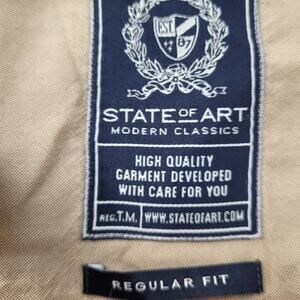 EST.
87
STATE OF ART
MODERN CLASSICS
HIGH QUALITY
GARMENT DEVELOPED
WITH CARE FOR YOU
REG.T.M. WWW.STATEOFART.COM
REGULAR FIT